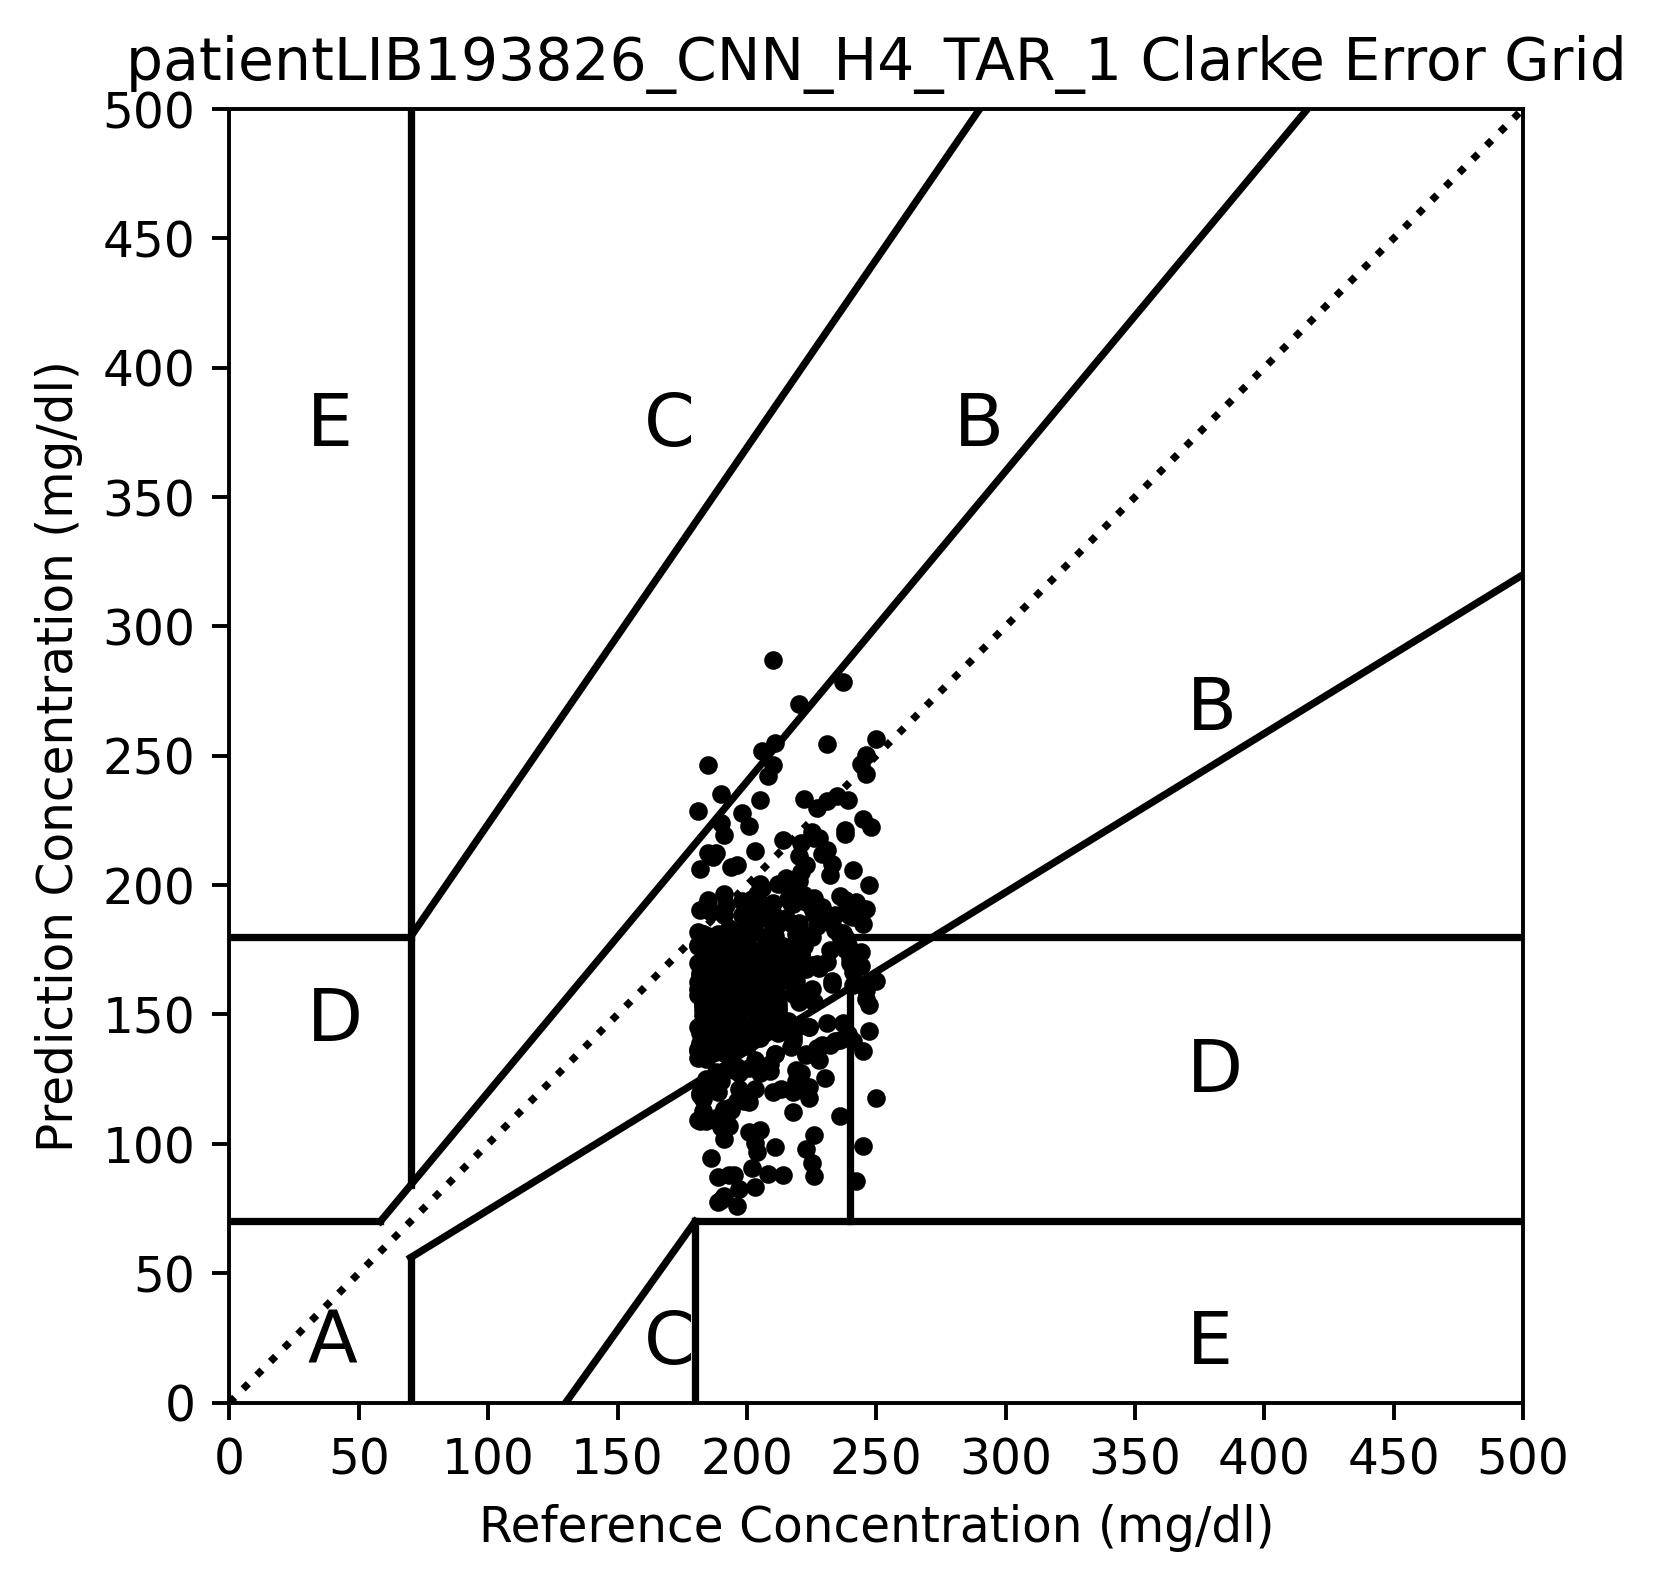 patientLIB193826_CNN_H4_TAR_1 Clarke Error Grid
500
450
400
350
300
250
200
150
100
50
0
Prediction Concentration (mg/dl)
E
C
B
B
D
D
A
C
E
0 50 100 150 200 250 300 350 400 450 500
Reference Concentration (mg/dl)